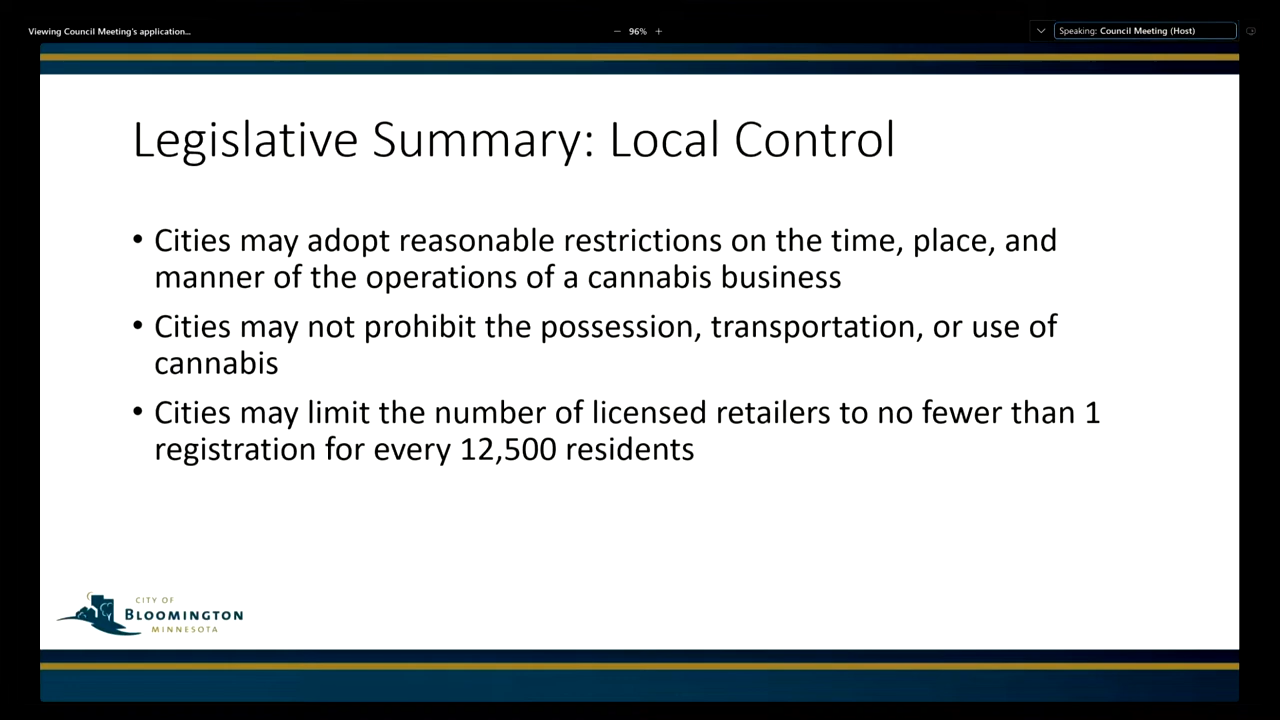 Viewing Council Meeting's application...
96%
Speaking: Council Meeting (Host)
Legislative Summary: Local Control
• Cities may adopt reasonable restrictions on the time, place, and
manner of the operations of a cannabis business
• Cities may not prohibit the possession, transportation, or use of
cannabis
• Cities may limit the number of licensed retailers to no fewer than 1
registration for every 12,500 residents
CITY OF
BLOOMINGTON
MINNESOTA